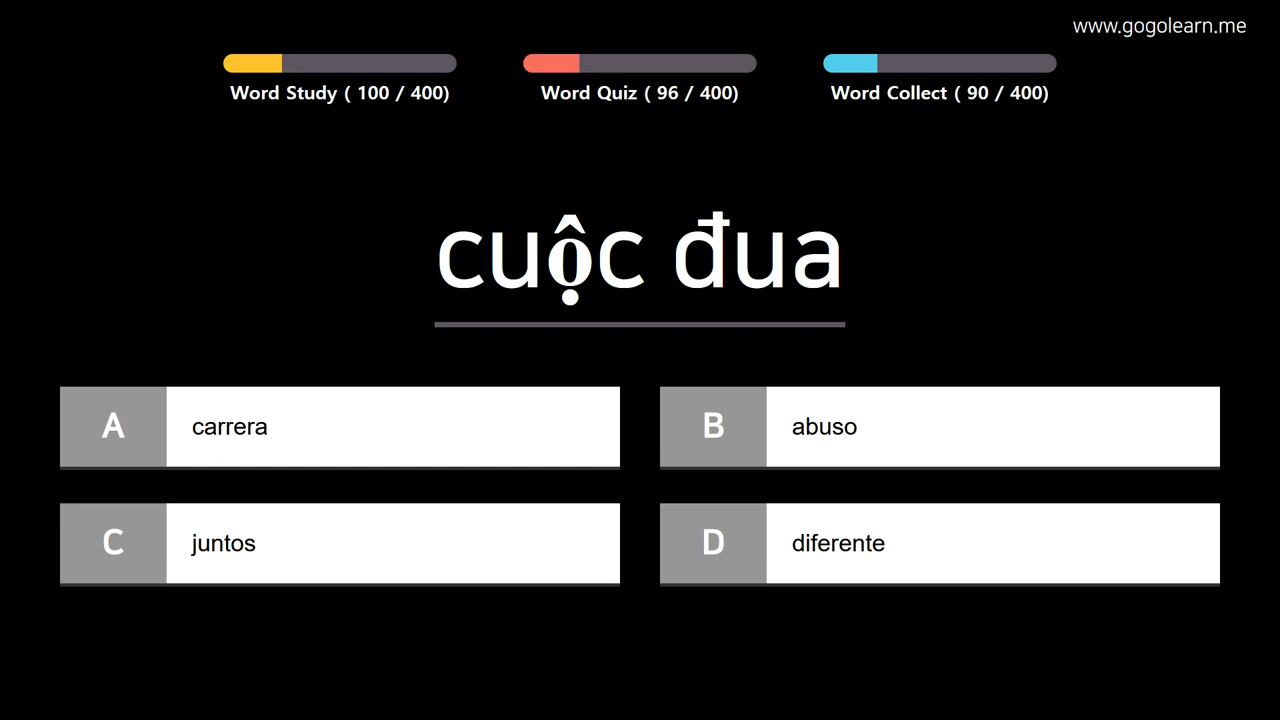 www.gogolearn.me
Word Study ( 100 / 400)
Word Quiz ( 96 / 400)
Word Collect ( 90 / 400)
cuộc đua
A carrera
B abuso
C juntos
D diferente